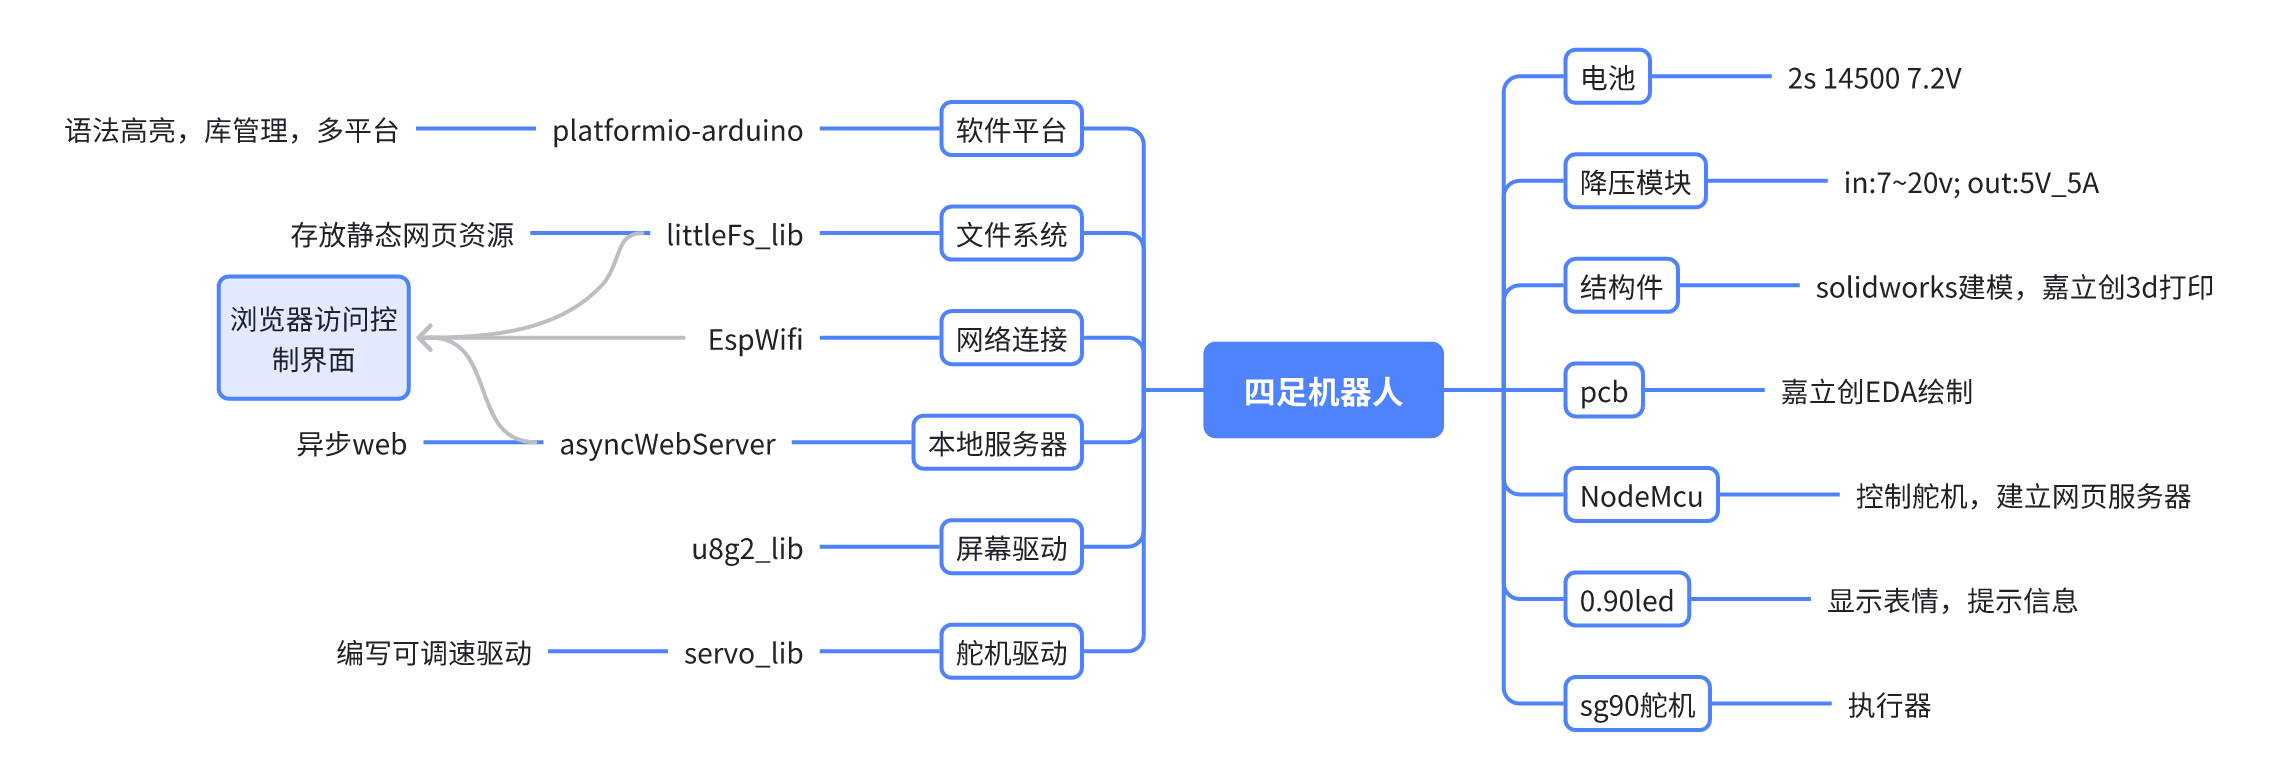 四足机器人
软件平台
platformio-arduino
语法高亮，库管理，多平台
文件系统
littleFs_lib
存放静态网页资源
网络连接
EspWifi
浏览器访问控
制界面
本地服务器
asyncWebServer
异步web
屏幕驱动
u8g2_lib
舵机驱动
servo_lib
编写可调速驱动
电池
2s 14500 7.2V
降压模块
in:7~20v; out:5V_5A
结构件
solidworks建模，嘉立创3d打印
pcb
嘉立创EDA绘制
NodeMcu
控制舵机，建立网页服务器
0.90led
显示表情，提示信息
sg90舵机
执行器